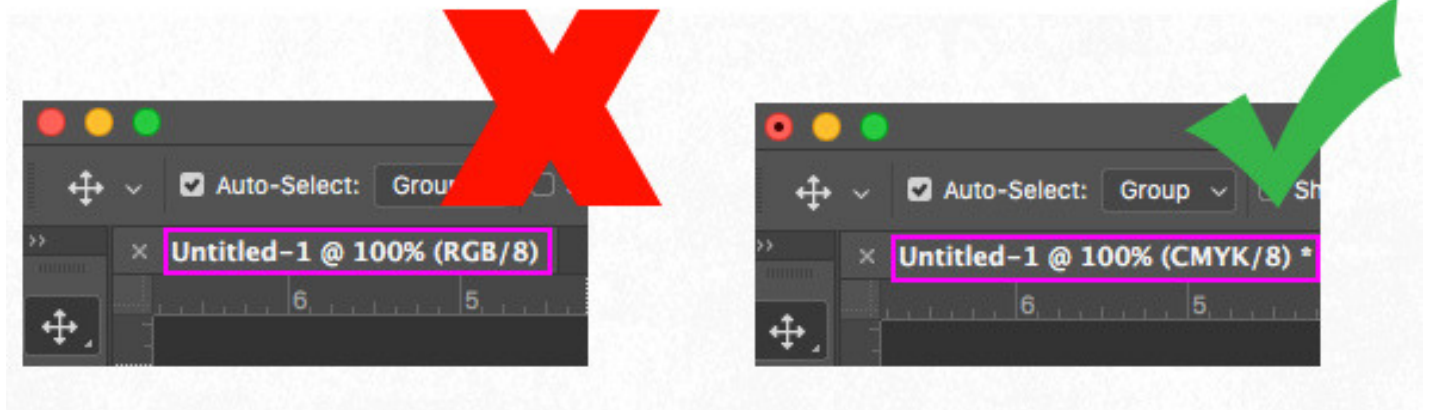 Auto-Select: Group
Untitled-1 @ 100% (RGB/8)
6 5
Auto-Select: Group
Untitled-1 @ 100% (CMYK/8) *
6 5